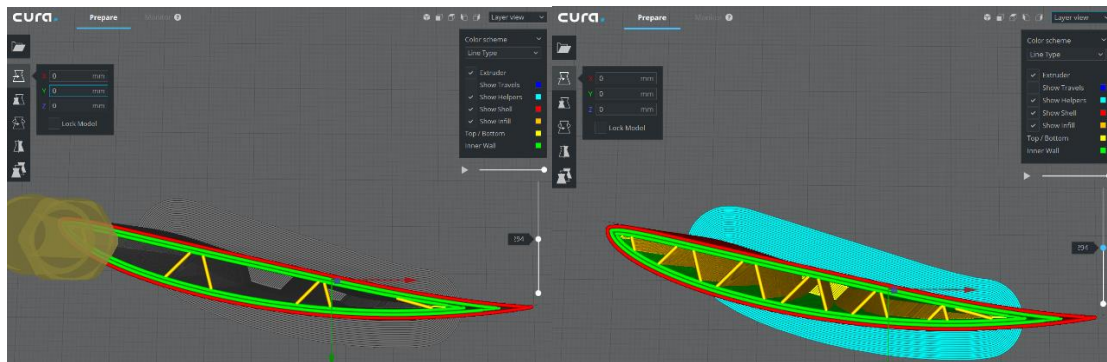 cura.
Prepare
Monitor ?
Layer view
Color scheme
Line Type
X 0 mm
Y 0 mm
Z 0 mm
Lock Model
Extruder
Show Travels
Show Helpers
Show Shell
Show Infill
Top / Bottom
Inner Wall
294
cura.
Prepare
Monitor ?
Layer view
Color scheme
Line Type
X 0 mm
Y 0 mm
Z 0 mm
Lock Model
Extruder
Show Travels
Show Helpers
Show Shell
Show Infill
Top / Bottom
Inner Wall
294